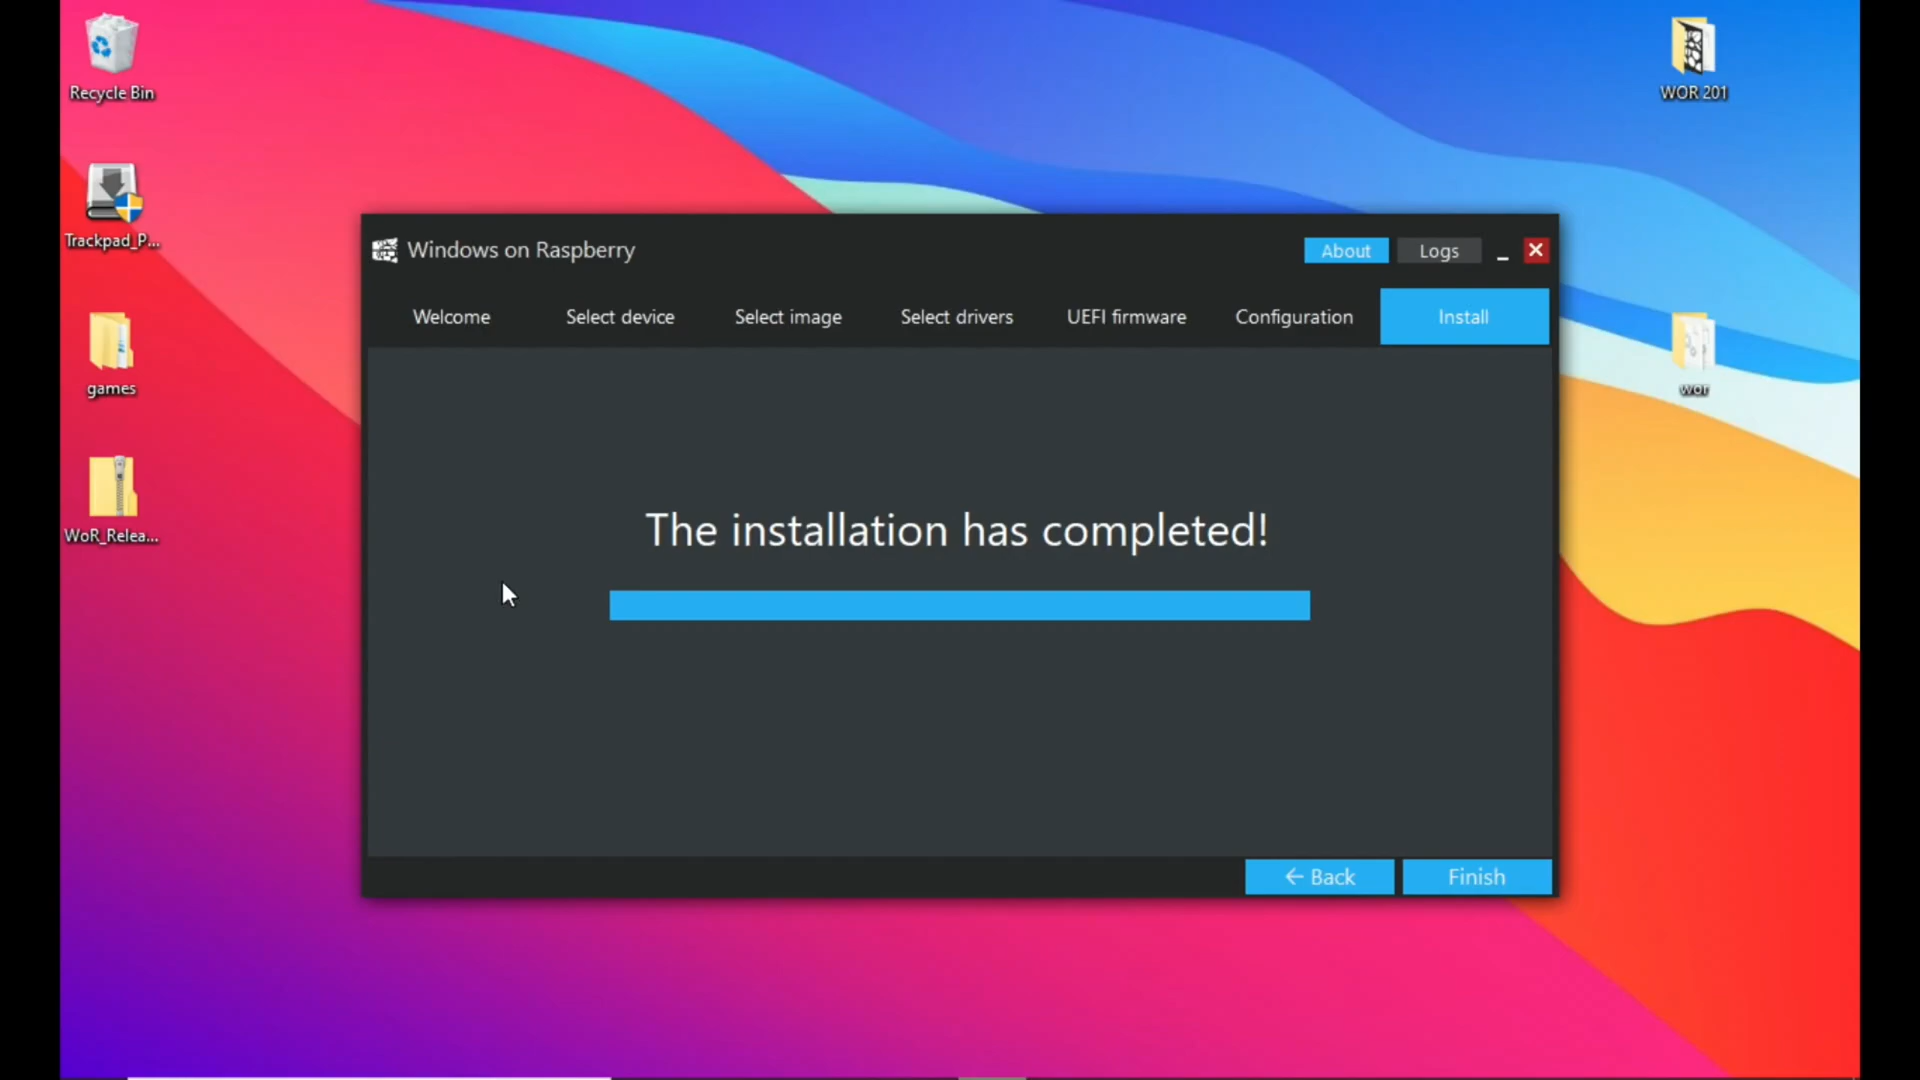 Recycle Bin
WOR 201
Trackpad_P...
Windows on Raspberry
About
Logs
Welcome
Select device
Select image
Select drivers
UEFI firmware
Configuration
Install
games
wor
WoR_Relea...
The installation has completed!
← Back
Finish